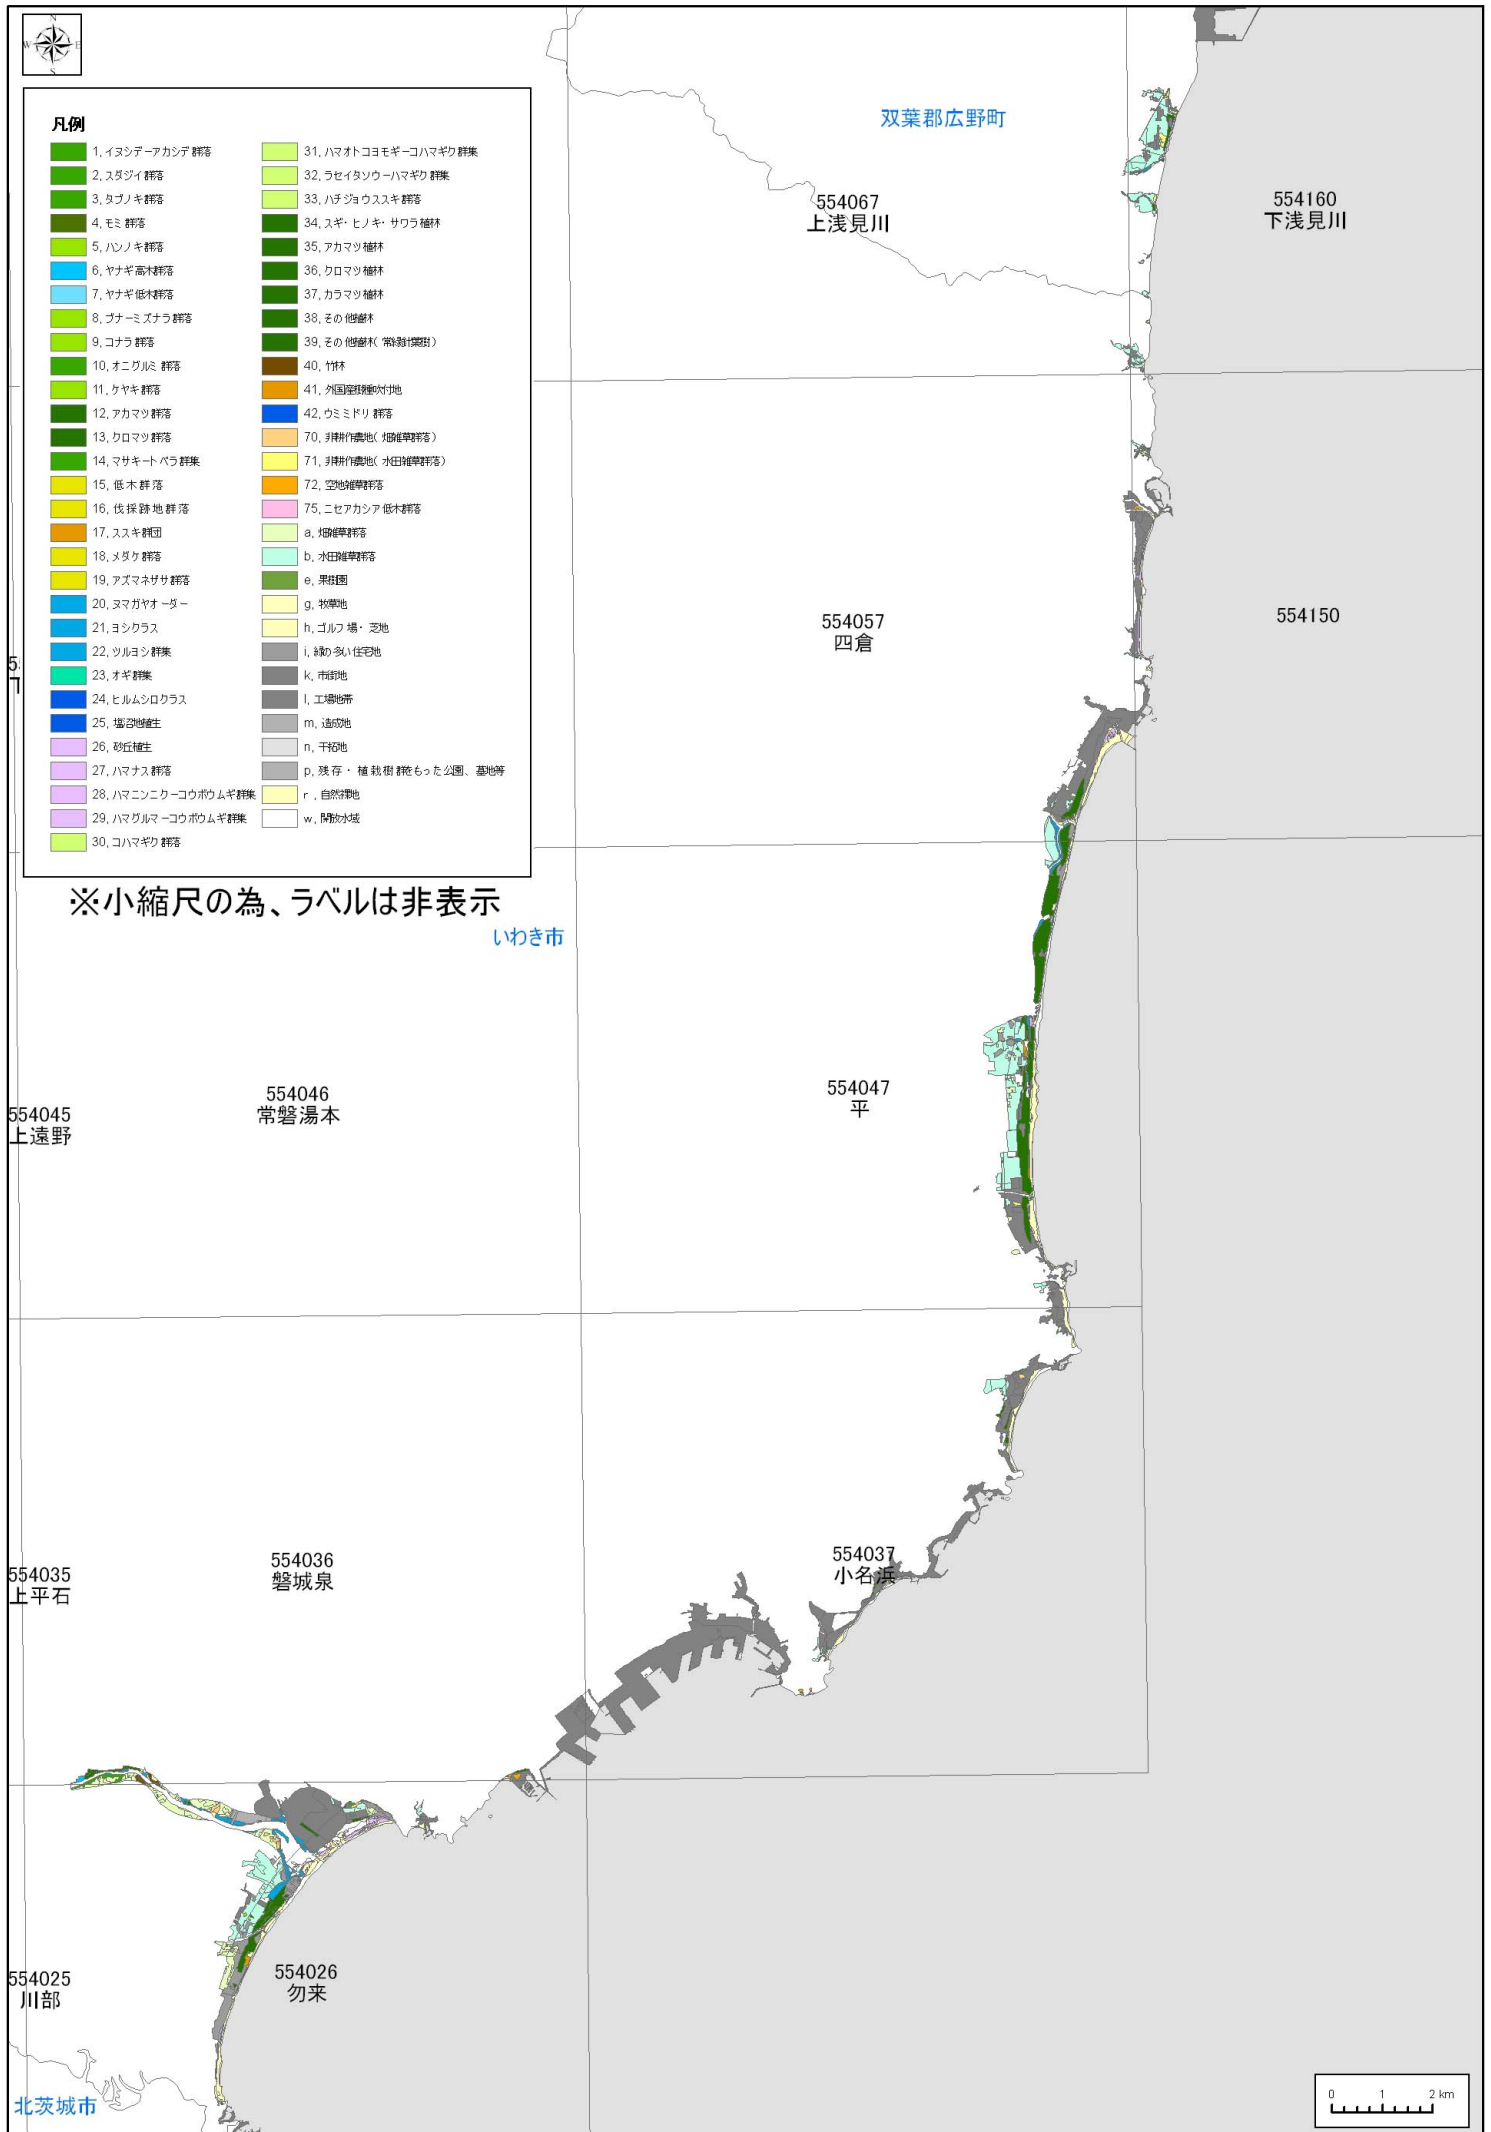 N
W E
S
凡例
1, イヌシデーアカシデ群落
2, スダジイ群落
3, タブノキ群落
4, モミ群落
5, ハンノキ群落
6, ヤナギ高木群落
7, ヤナギ低木群落
8, ブナーミズナラ群落
9, コナラ群落
10, オニグルミ群落
11, ケヤキ群落
12, アカマツ群落
13, クロマツ群落
14, マサキートベラ群集
15, 低木群落
16, 伐採跡地群落
17, ススキ群団
18, メダケ群落
19, アズマネザサ群落
20, ヌマガヤオーダー
21, ヨシクラス
22, ツルヨシ群集
23, オギ群集
24, ヒルムシロクラス
25, 塩沼地植生
26, 砂丘植生
27, ハマナス群落
28, ハマニンニクーコウボウムギ群集
29, ハマグルマーコウボウムギ群集
30, コハマギク群落
31, ハマオトコヨモギーコハマギク群集
32, ラセイタソウーハマギク群集
33, ハチジョウススキ群落
34, スギ・ヒノキ・サワラ植林
35, アカマツ植林
36, クロマツ植林
37, カラマツ植林
38, その他植林
39, その他植林(常緑針葉樹)
40, 竹林
41, 外国産樹種吹付地
42, ウミミドリ群落
70, 非耕作農地(畑雑草群落)
71, 非耕作農地(水田雑草群落)
72, 空地雑草群落
75, ニセアカシア低木群落
a, 畑雑草群落
b, 水田雑草群落
e, 果樹園
g, 牧草地
h, ゴルフ場・芝地
i, 緑の多い住宅地
k, 市街地
l, 工場地帯
m, 造成地
n, 干拓地
p, 残存・植栽樹群をもった公園、墓地等
r, 自然裸地
w, 開放水域
※小縮尺の為、ラベルは非表示
双葉郡広野町
554067
上浅見川
554160
下浅見川
554057
四倉
554150
いわき市
554045
上遠野
554046
常磐湯本
554047
平
554035
上平石
554036
磐城泉
554037
小名浜
554025
川部
554026
勿来
北茨城市
0 1 2 km